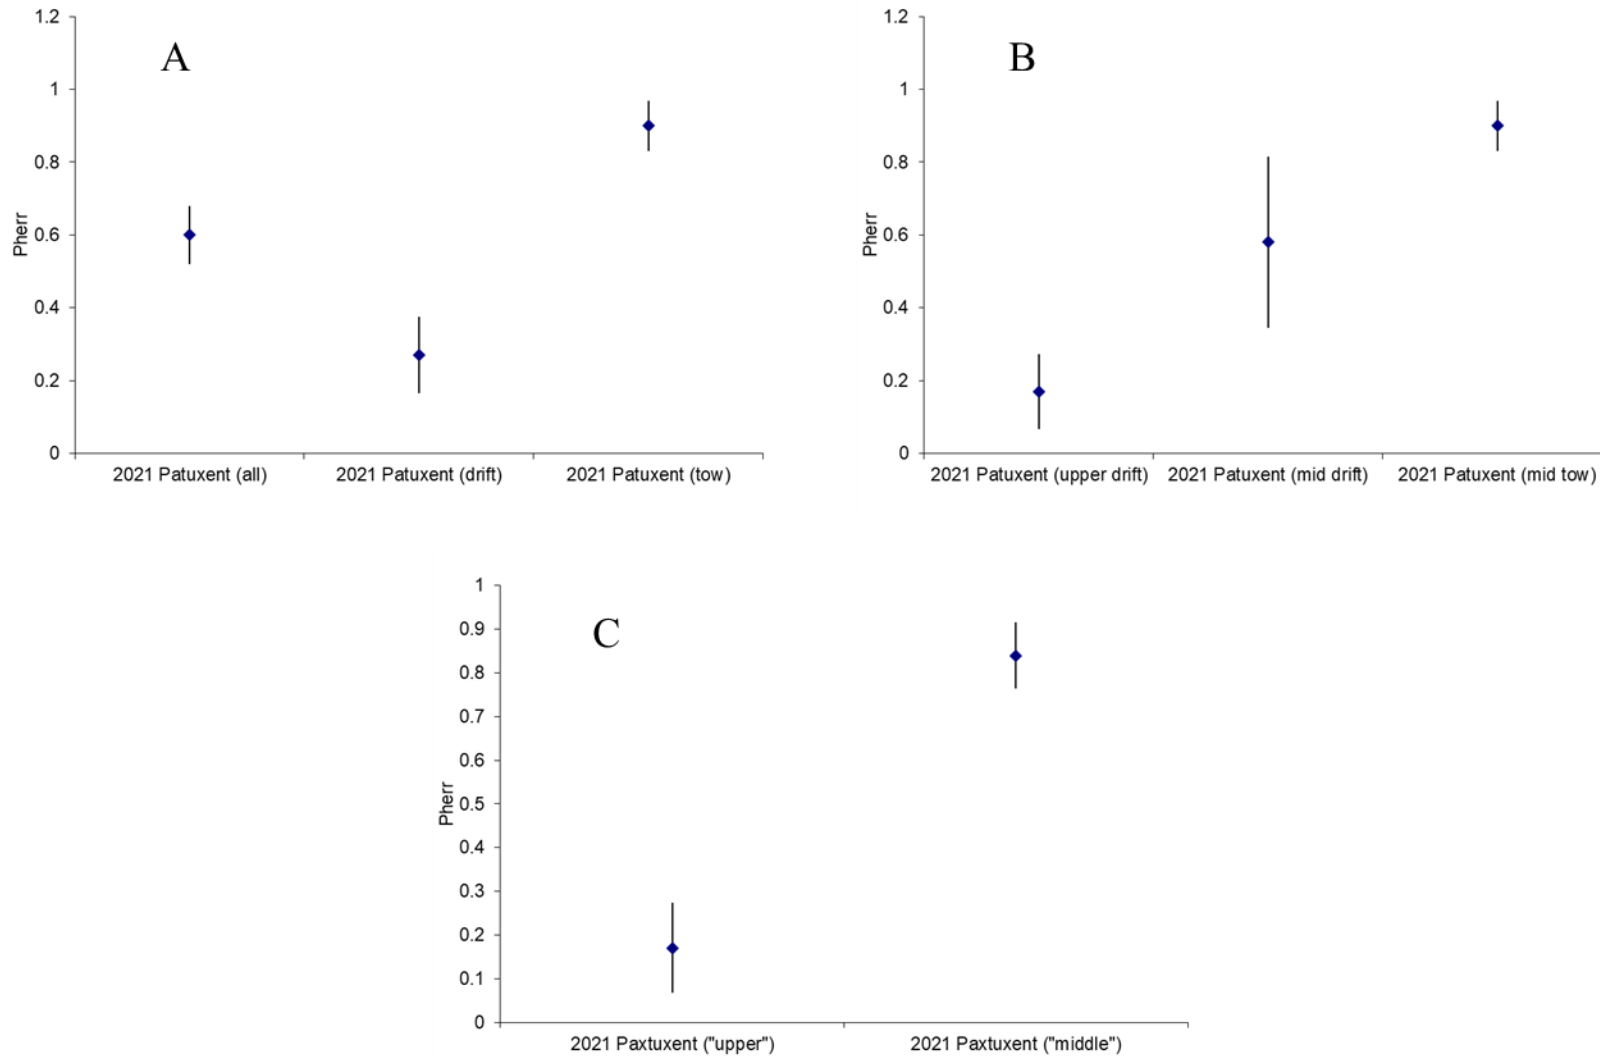 A
1.2
1
0.8
0.6
0.4
0.2
0
Pherr
2021 Patuxent (all) 2021 Patuxent (drift) 2021 Patuxent (tow)
B
1.2
1
0.8
0.6
0.4
0.2
0
Pherr
2021 Patuxent (upper drift) 2021 Patuxent (mid drift) 2021 Patuxent (mid tow)
C
1
0.9
0.8
0.7
0.6
0.5
0.4
0.3
0.2
0.1
0
Pherr
2021 Paxtuxent ("upper") 2021 Paxtuxent ("middle")